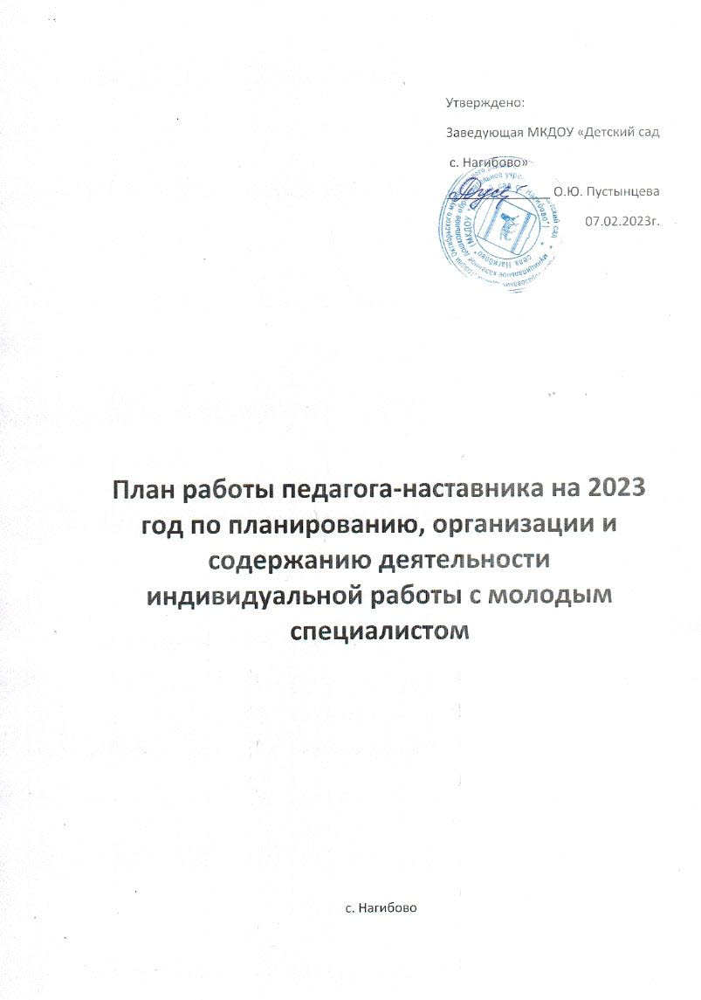 Утверждено:
Заведующая МКДОУ «Детский сад
с. Нагибово»
О.Ю. Пустынцева
07.02.2023г.
План работы педагога-наставника на 2023
год по планированию, организации и
содержанию деятельности
индивидуальной работы с молодым
специалистом
с. Нагибово